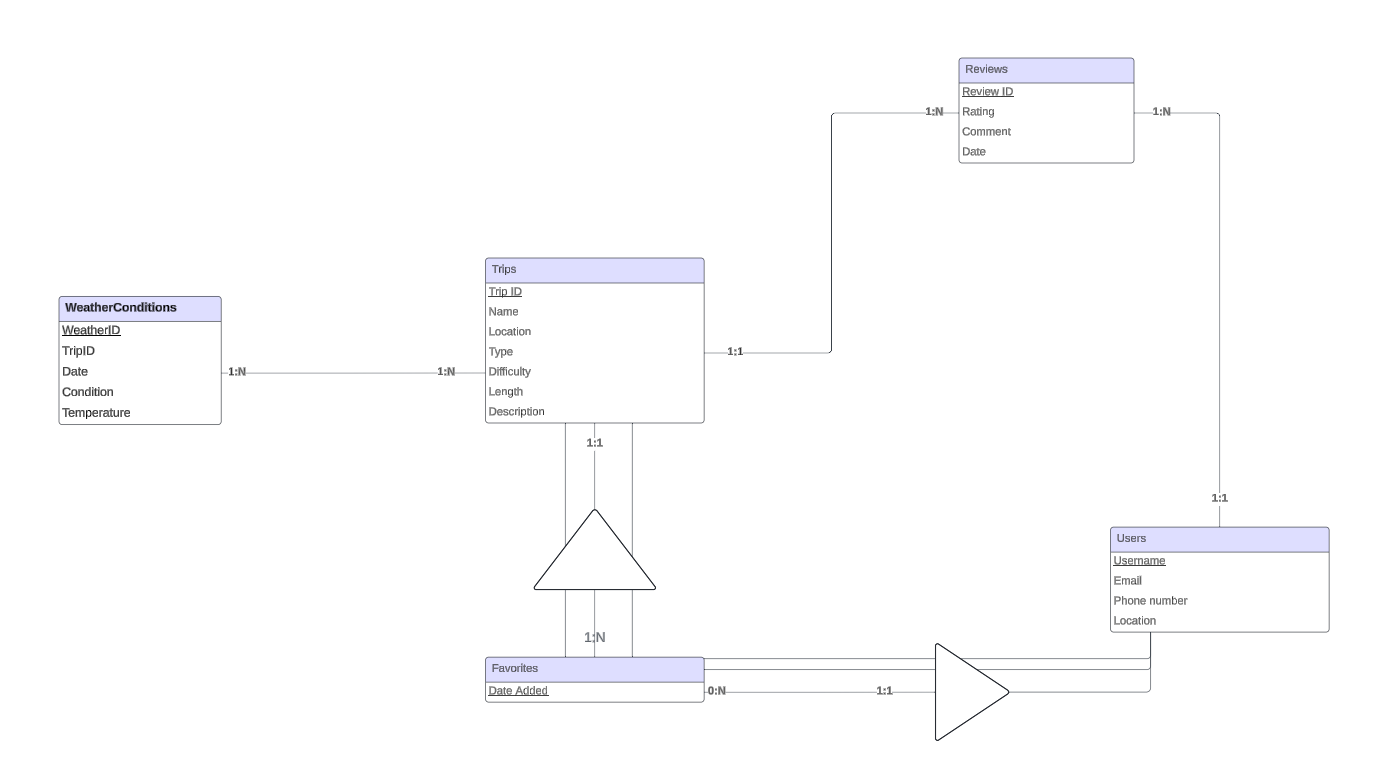 Reviews
Review ID
1:N
Rating
1:N
Comment
Date
Trips
Trip ID
Name
Location
Type
1:1
Difficulty
Length
Description
WeatherConditions
WeatherID
TripID
Date
1:N
1:N
Condition
Temperature
1:1
1:1
Users
Username
Email
Phone number
Location
1:N
Favorites
Date Added
0:N
1:1